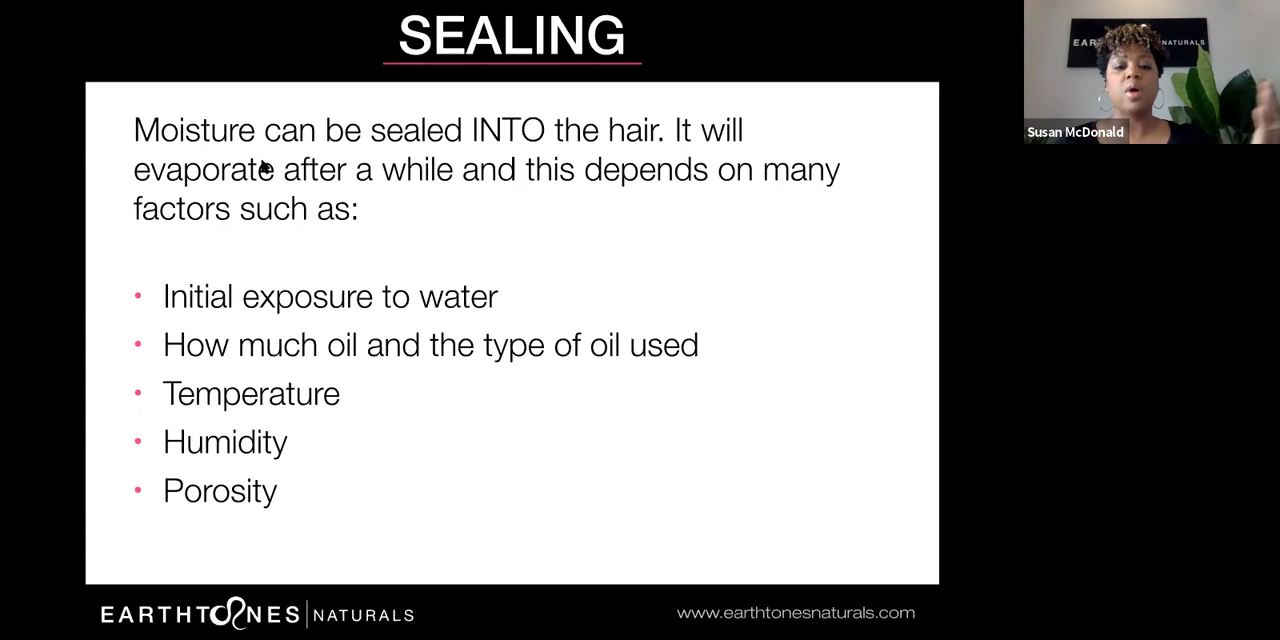 SEALING
Moisture can be sealed INTO the hair. It will
evaporate after a while and this depends on many
factors such as:
• Initial exposure to water
• How much oil and the type of oil used
• Temperature
• Humidity
• Porosity
EARTHTONES NATURALS
www.earthtonesnaturals.com
NATURALS
Susan McDonald